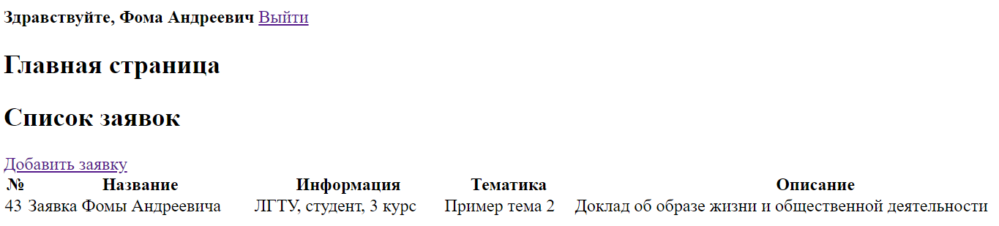 Здравствуйте, Фома Андреевич Выйти
Главная страница
Список заявок
Добавить заявку
№ Название Информация Тематика Описание
43 Заявка Фомы Андреевича ЛГТУ, студент, 3 курс Пример тема 2 Доклад об образе жизни и общественной деятельности